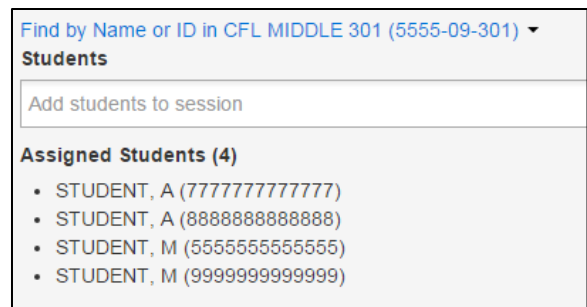 Find by Name or ID in CFL MIDDLE 301 (5555-09-301)
Students
Add students to session
Assigned Students (4)
• STUDENT, A (7777777777777)
• STUDENT, A (8888888888888)
• STUDENT, M (5555555555555)
• STUDENT, M (9999999999999)